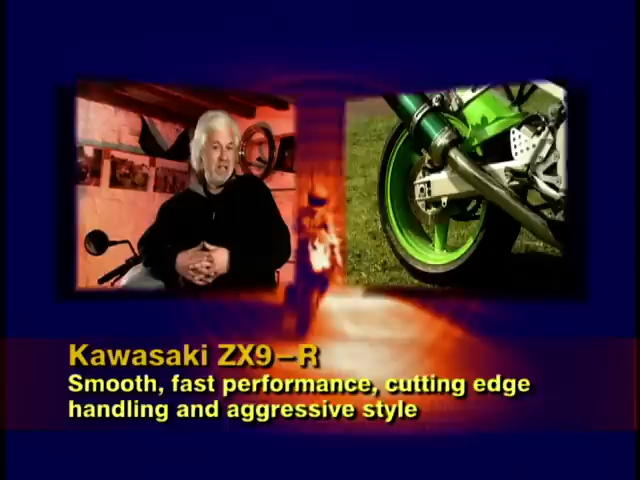 Kawasaki ZX9–R
Smooth, fast performance, cutting edge
handling and aggressive style